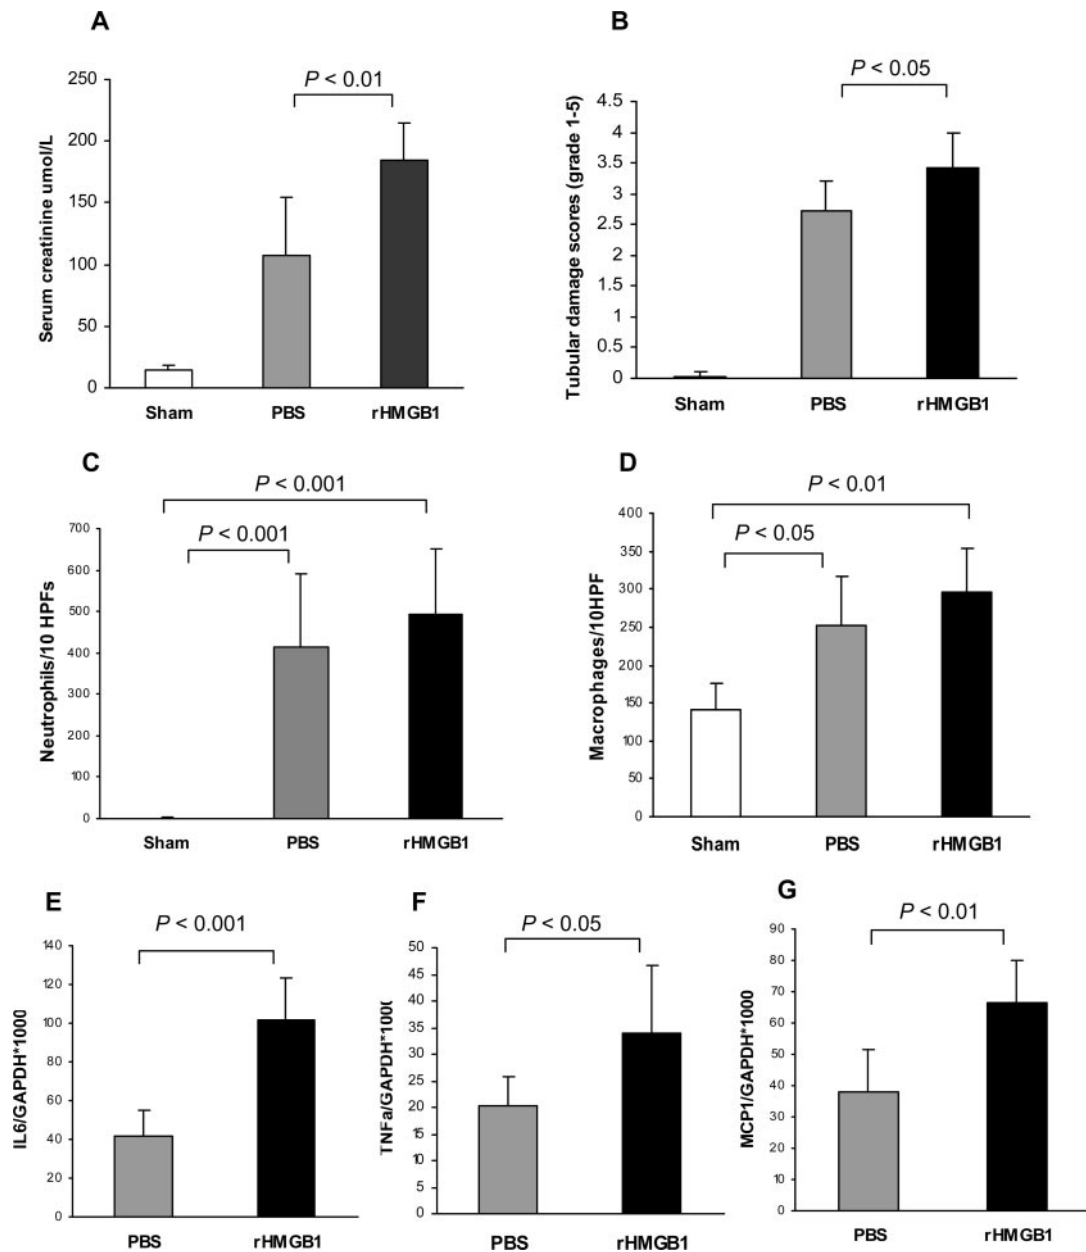 A
P < 0.01
Serum creatinine umol/L
250
200
150
100
50
0
Sham PBS rHMGB1
B
P < 0.05
Tubular damage scores (grade 1-5)
4.5
4
3.5
3
2.5
2
1.5
1
0.5
0
Sham PBS rHMGB1
C
P < 0.001
P < 0.001
Neutrophils/10 HPFs
700
600
500
400
300
200
100
0
Sham PBS rHMGB1
D
P < 0.01
P < 0.05
Macrophages/10HPF
400
350
300
250
200
150
100
50
0
Sham PBS rHMGB1
E
P < 0.001
IL6/GAPDH*1000
140
120
100
80
60
40
20
0
PBS rHMGB1
F
P < 0.05
TNFa/GAPDH*100(
50
45
40
35
30
25
20
15
10
5
0
PBS rHMGB1
G
P < 0.01
MCP1/GAPDH*1000
90
80
70
60
50
40
30
20
10
0
PBS rHMGB1